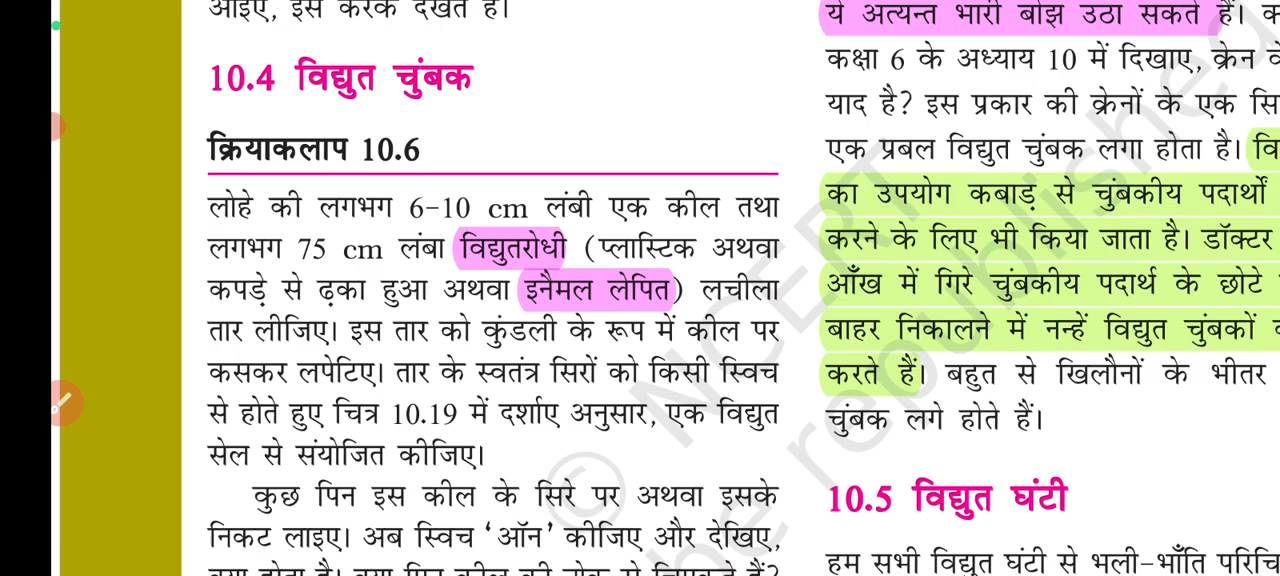 आइए, इसे करके देखते हैं।
10.4 विद्युत चुंबक
क्रियाकलाप 10.6
लोहे की लगभग 6-10 cm लंबी एक कील तथा
लगभग 75 cm लंबा विद्युतरोधी (प्लास्टिक अथवा
कपड़े से ढ़का हुआ अथवा इनैमल लेपित) लचीला
तार लीजिए। इस तार को कुंडली के रूप में कील पर
कसकर लपेटिए। तार के स्वतंत्र सिरों को किसी स्विच
से होते हुए चित्र 10.19 में दर्शाए अनुसार, एक विद्युत
सेल से संयोजित कीजिए।
कुछ पिन इस कील के सिरे पर अथवा इसके
निकट लाइए। अब स्विच ‘ऑन’ कीजिए और देखिए,
क्या होता है। क्या पिन कील की नोक से चिपकते हैं?
ये अत्यन्त भारी बोझ उठा सकते हैं।
कक्षा 6 के अध्याय 10 में दिखाए, क्रेन
याद है? इस प्रकार की क्रेनों के एक
एक प्रबल विद्युत चुंबक लगा होता है।
का उपयोग कबाड़ से चुंबकीय पदार्थों
करने के लिए भी किया जाता है। डॉक्टर
आँख में गिरे चुंबकीय पदार्थ के छोटे
बाहर निकालने में नन्हें विद्युत चुंबकों
करते हैं। बहुत से खिलौनों के भीतर
चुंबक लगे होते हैं।
10.5 विद्युत घंटी
हम सभी विद्युत घंटी से भली-भाँति
© NCERT
be republished